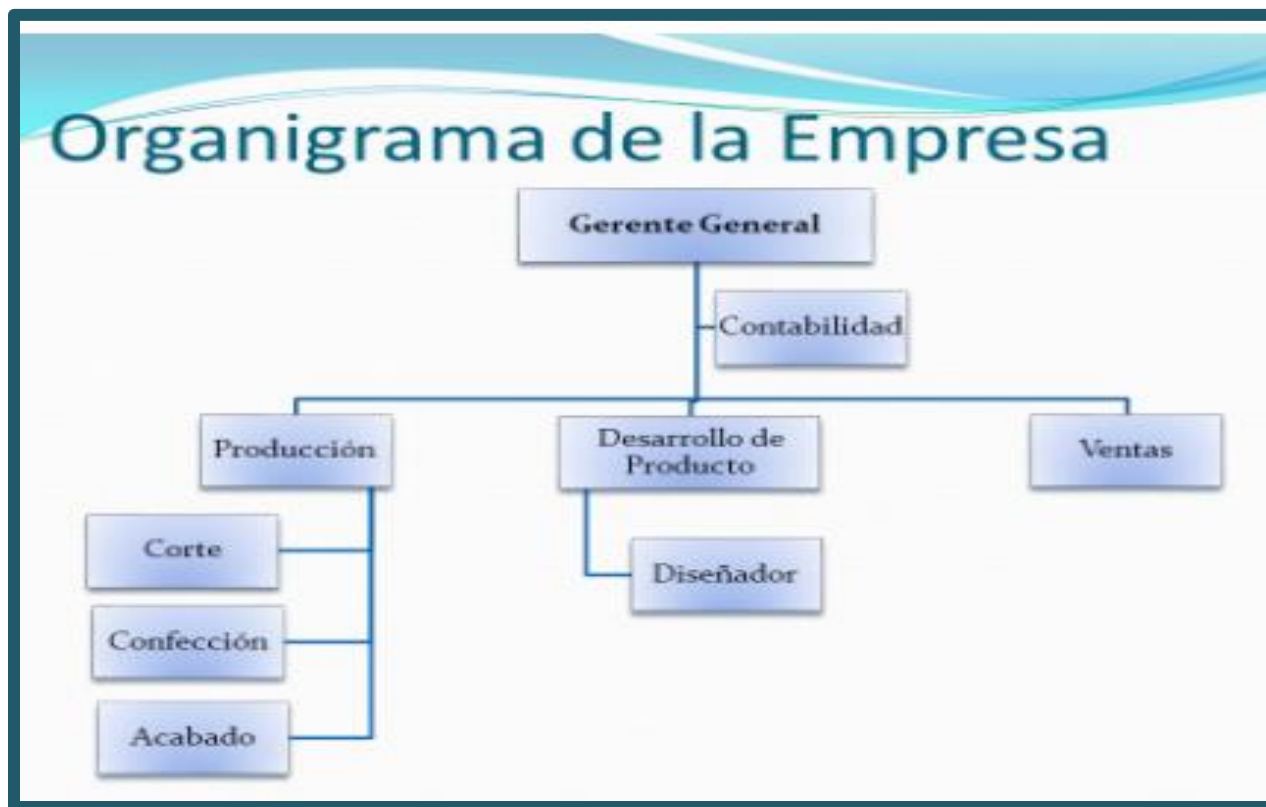 Organigrama de la Empresa
Gerente General
Contabilidad
Producción
Desarrollo de
Producto
Ventas
Corte
Diseñador
Confección
Acabado